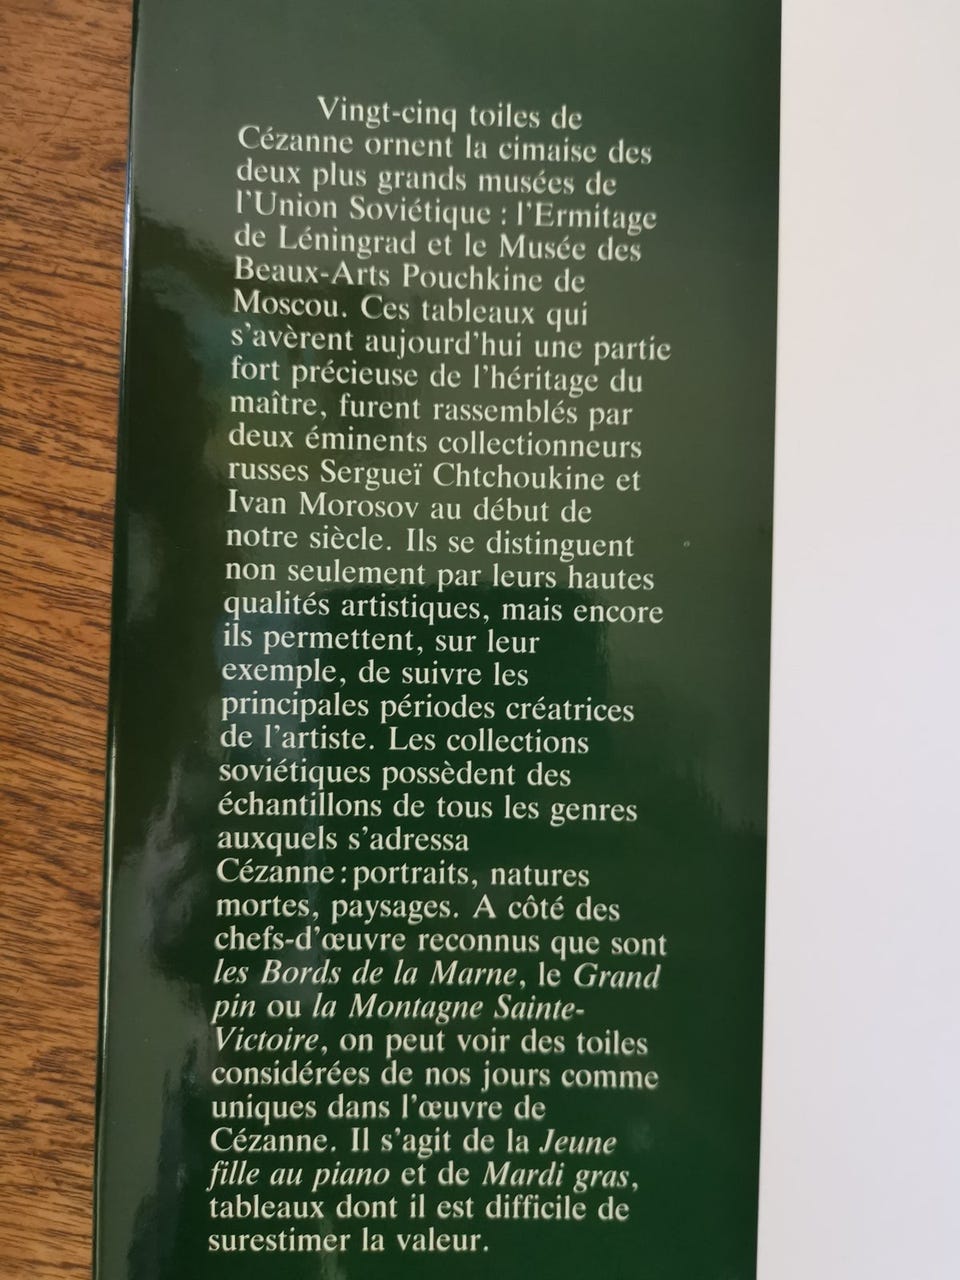 Vingt-cinq toiles de
Cézanne ornent la cimaise des
deux plus grands musées de
l'Union Soviétique : l'Ermitage
de Léningrad et le Musée des
Beaux-Arts Pouchkine de
Moscou. Ces tableaux qui
s'avèrent aujourd'hui une partie
fort précieuse de l'héritage du
maître, furent rassemblés par
deux éminents collectionneurs
russes Sergueï Chtchoukine et
Ivan Morosov au début de
notre siècle. Ils se distinguent
non seulement par leurs hautes
qualités artistiques, mais encore
ils permettent, sur leur
exemple, de suivre les
principales périodes créatrices
de l'artiste. Les collections
soviétiques possèdent des
échantillons de tous les genres
auxquels s'adressa
Cézanne : portraits, natures
mortes, paysages. A côté des
chefs-d'œuvre reconnus que sont
les Bords de la Marne, le Grand
pin ou la Montagne Sainte-
Victoire, on peut voir des toiles
considérées de nos jours comme
uniques dans l'œuvre de
Cézanne. Il s'agit de la Jeune
fille au piano et de Mardi gras,
tableaux dont il est difficile de
surestimer la valeur.